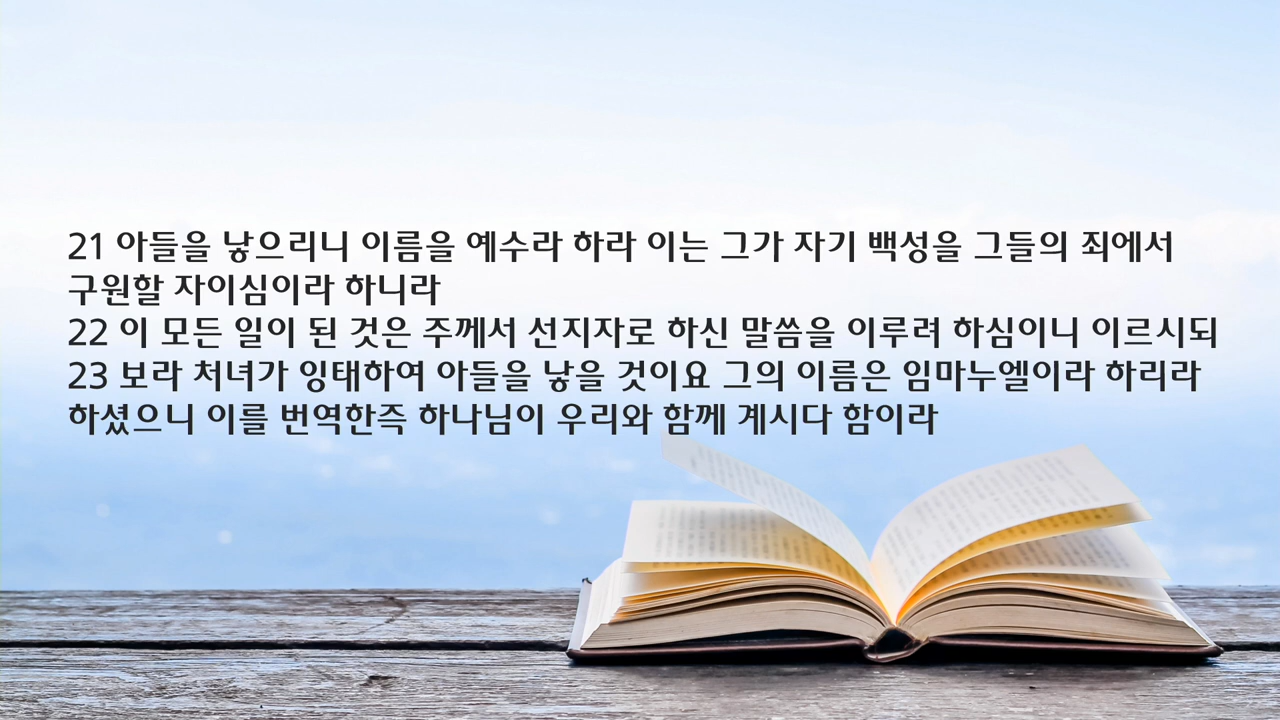 21 아들을 낳으리니 이름을 예수라 하라 이는 그가 자기 백성을 그들의 죄에서
구원할 자이심이라 하니라
22 이 모든 일이 된 것은 주께서 선지자로 하신 말씀을 이루려 하심이니 이르시되
23 보라 처녀가 잉태하여 아들을 낳을 것이요 그의 이름은 임마누엘이라 하리라
하셨으니 이를 번역한즉 하나님이 우리와 함께 계시다 함이라